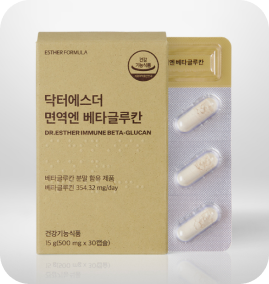 ESTHER FORMULA
건강
기능식품
닥터에스더
면역엔 베타글루칸
DR.ESTHER IMMUNE BETA-GLUCAN
베타글루칸 분말 함유 제품
베타글루칸 354.32 mg/day
건강기능식품
15 g(500 mg x 30캡슐)
엔 베타글루칸